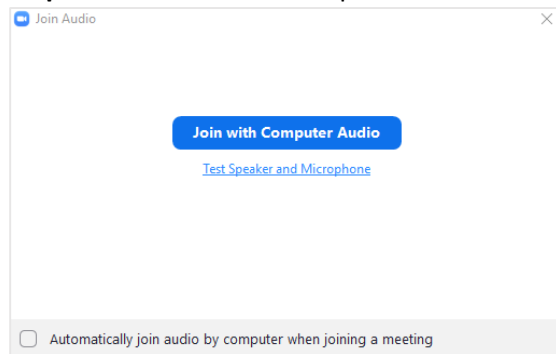 Join Audio
Join with Computer Audio
Test Speaker and Microphone
Automatically join audio by computer when joining a meeting